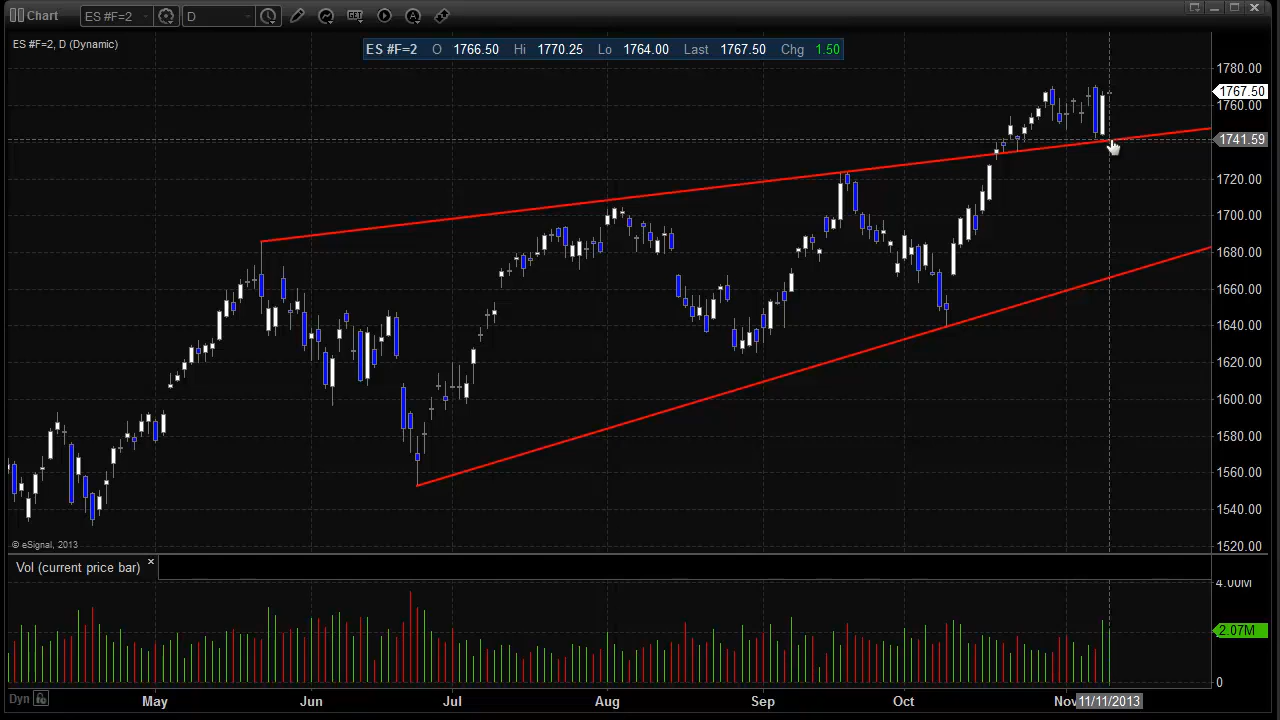 Chart
ES #F=2 D GET A
ES #F=2, D (Dynamic)
ES #F=2 O 1766.50 Hi 1770.25 Lo 1764.00 Last 1767.50 Chg 1.50
1780.00
1767.50
1760.00
1741.59
1720.00
1700.00
1680.00
1660.00
1640.00
1620.00
1600.00
1580.00
1560.00
1540.00
1520.00
© eSignal, 2013
Vol (current price bar)
4.00M
2.07M
0
Dyn
May Jun Jul Aug Sep Oct Nov 11/11/2013